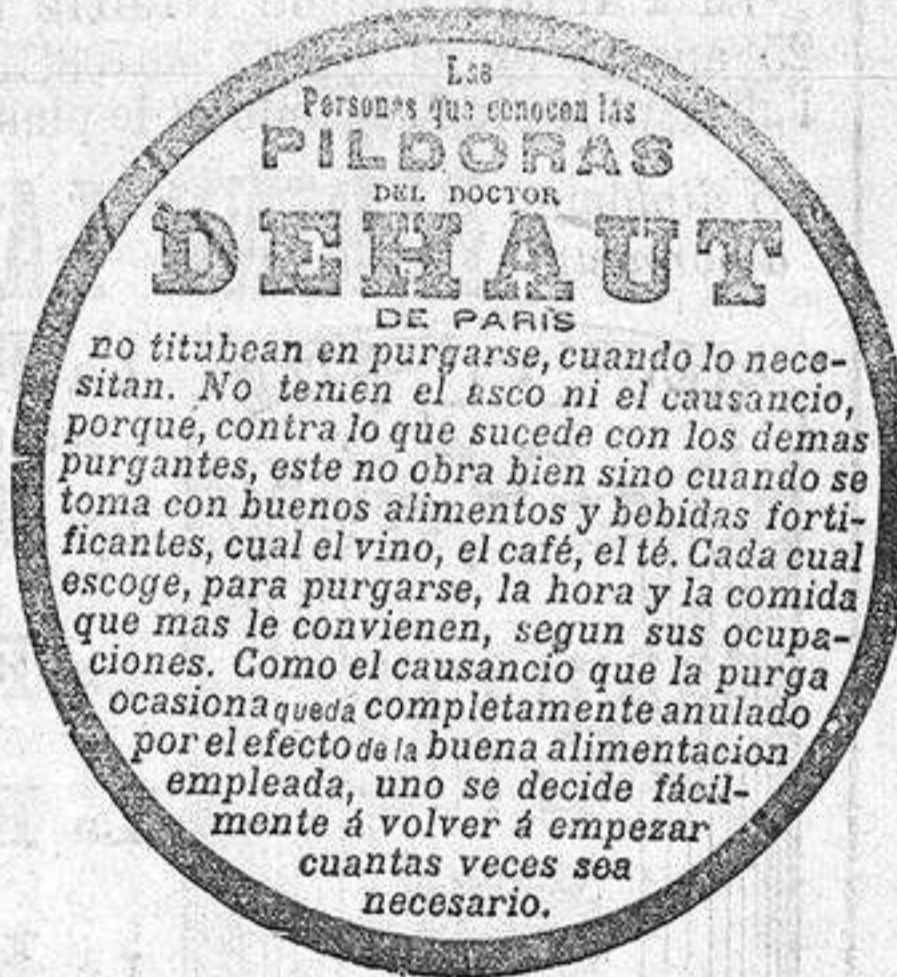 Las
Personas que conocen las
PILDORAS
DEL DOCTOR
DEHAUT
DE PARIS
no titubean en purgarse, cuando lo nece-
sitan. No temen el asco ni el causancio,
porque, contra lo que sucede con los demas
purgantes, este no obra bien sino cuando se
toma con buenos alimentos y bebidas forti-
ficantes, cual el vino, el café, el té. Cada cual
escoge, para purgarse, la hora y la comida
que mas le convienen, segun sus ocupa-
ciones. Como el causancio que la purga
ocasiona queda completamente anulado
por el efecto de la buena alimentacion
empleada, uno se decide fácil-
mente á volver á empezar
cuantas veces sea
necesario.